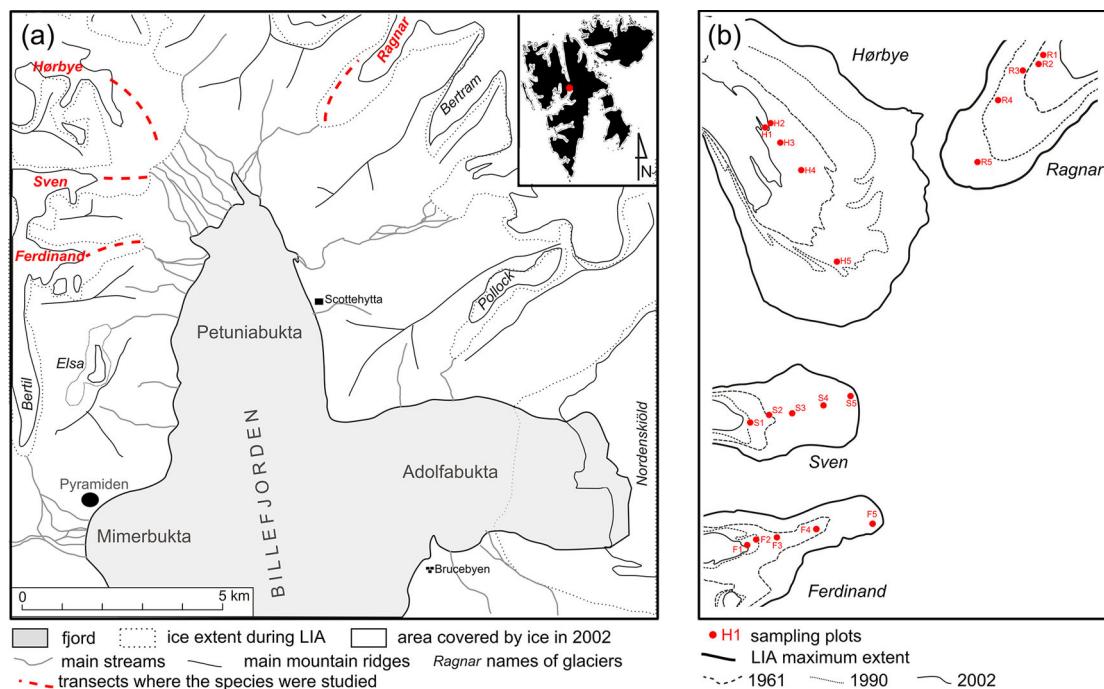 (a)
Hørbye
Ragnar
Bertram
N
Sven
Ferdinand
Scottehytta
Pollock
Petuniabukta
Elsa
Bertil
Nordenskiöld
BILLEFJORDEN
Adolfabukta
Pyramiden
Mimerbukta
Brucebyen
0 5 km
fjord ice extent during LIA area covered by ice in 2002
main streams main mountain ridges Ragnar names of glaciers
transects where the species were studied
(b)
Hørbye
R1
R2
R3
R4
R5
Ragnar
H2
H1
H3
H4
H5
S1
S2
S3
S4
S5
Sven
F1
F2
F3
F4
F5
Ferdinand
H1 sampling plots
LIA maximum extent
1961 1990 2002